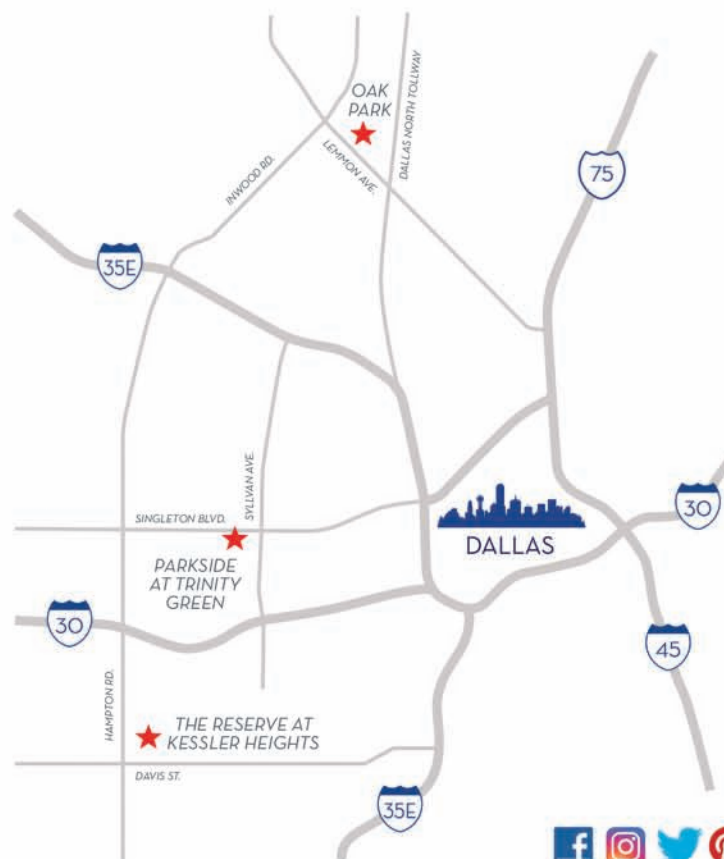 OAK
PARK
DALLAS NORTH TOLLWAY
LEMMON AVE.
INWOOD RD.
75
35E
SYLLVAN AVE.
SINGLETON BLVD.
30
DALLAS
PARKSIDE
AT TRINITY
GREEN
30
45
HAMPTON RD.
THE RESERVE AT
KESSLER HEIGHTS
DAVIS ST.
35E